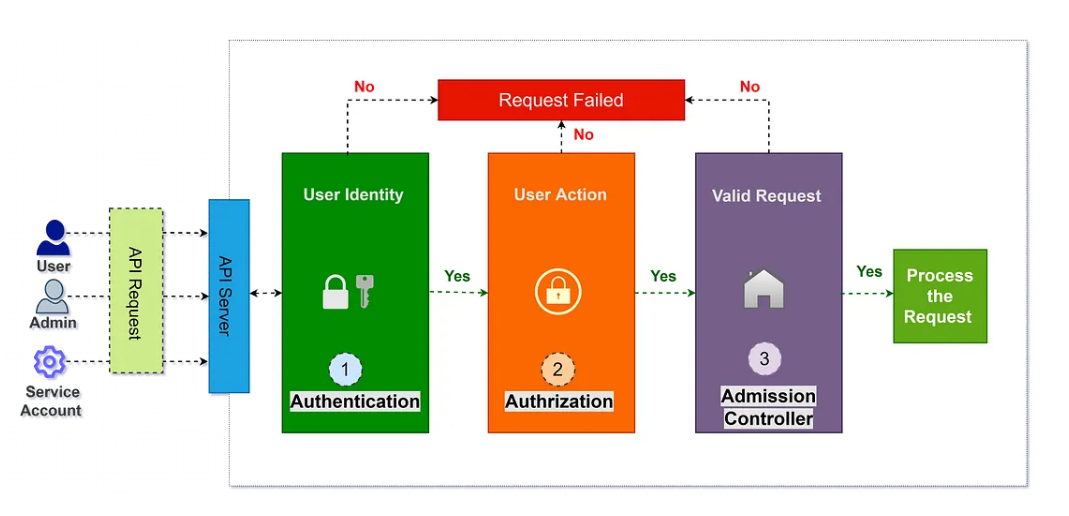 No
Request Failed
No
No
User Identity
User Action
Valid Request
User
Admin
Service
Account
API Request
API Server
Yes
Yes
Yes
Process
the
Request
1
Authentication
2
Authrization
3
Admission
Controller